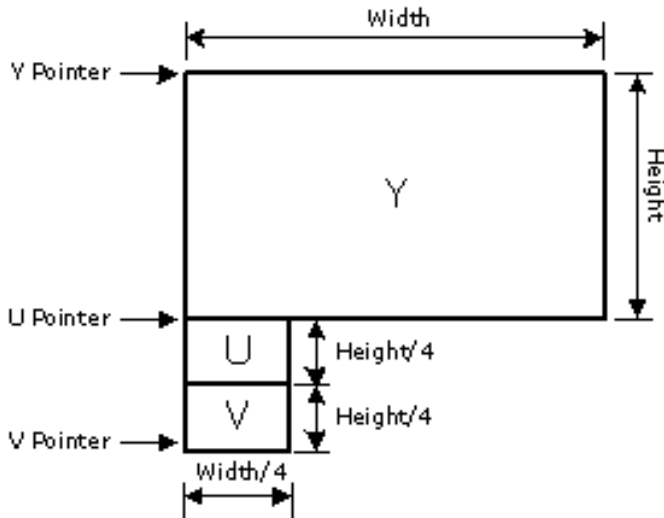 Width
Y Pointer
Height
Y
U Pointer
U
Height/4
V
Height/4
V Pointer
Width/4